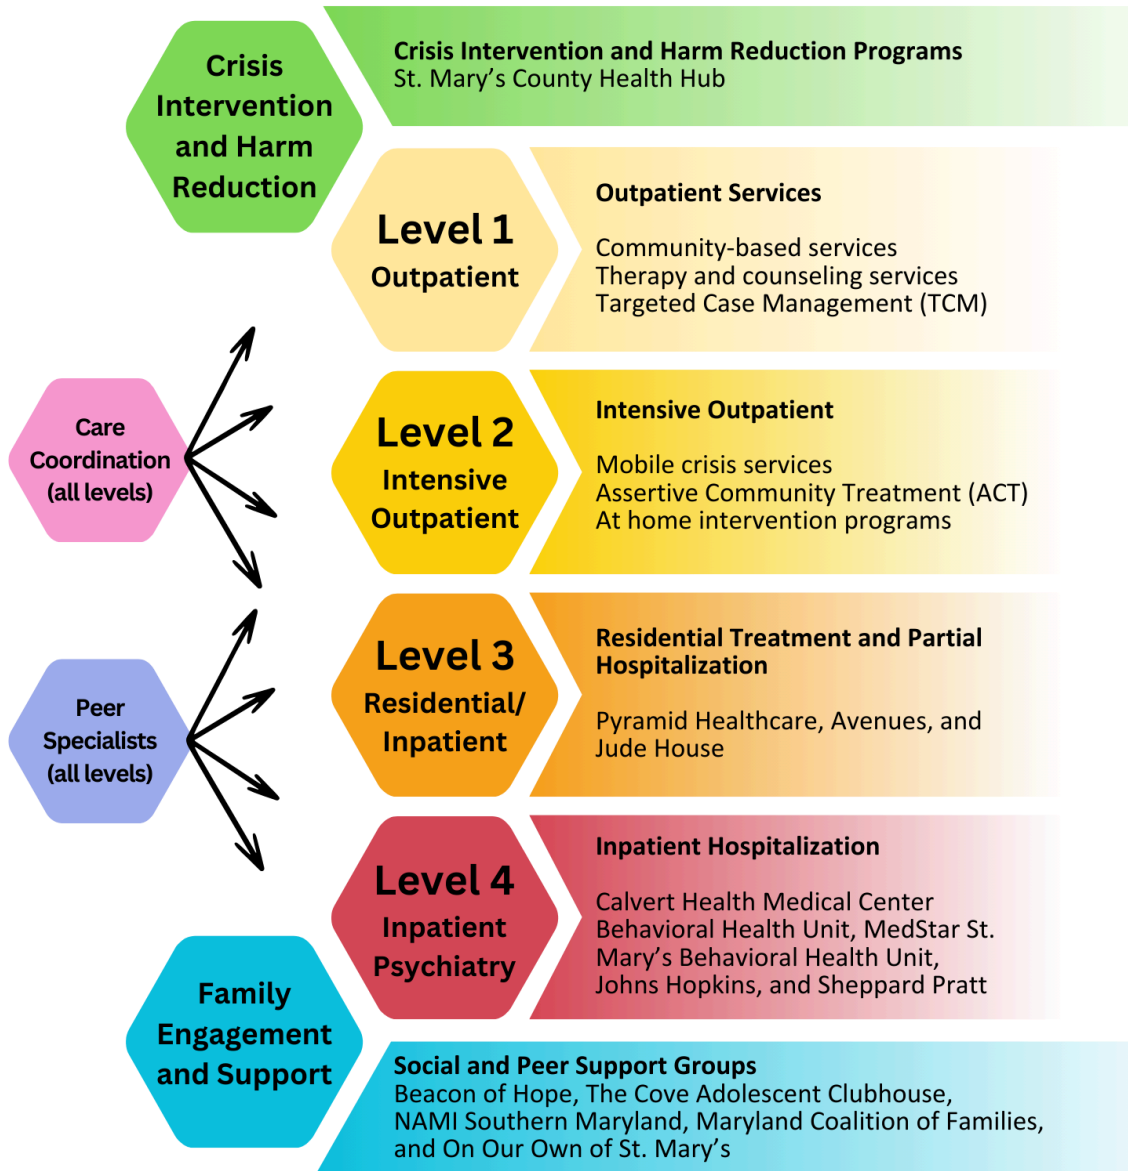 Crisis
Intervention
and Harm
Reduction
Crisis Intervention and Harm Reduction Programs
St. Mary’s County Health Hub
Level 1
Outpatient
Outpatient Services
Community-based services
Therapy and counseling services
Targeted Case Management (TCM)
Care
Coordination
(all levels)
Level 2
Intensive
Outpatient
Intensive Outpatient
Mobile crisis services
Assertive Community Treatment (ACT)
At home intervention programs
Peer
Specialists
(all levels)
Level 3
Residential/
Inpatient
Residential Treatment and Partial
Hospitalization
Pyramid Healthcare, Avenues, and
Jude House
Level 4
Inpatient
Psychiatry
Inpatient Hospitalization
Calvert Health Medical Center
Behavioral Health Unit, MedStar St.
Mary’s Behavioral Health Unit,
Johns Hopkins, and Sheppard Pratt
Family
Engagement
and Support
Social and Peer Support Groups
Beacon of Hope, The Cove Adolescent Clubhouse,
NAMI Southern Maryland, Maryland Coalition of Families,
and On Our Own of St. Mary’s